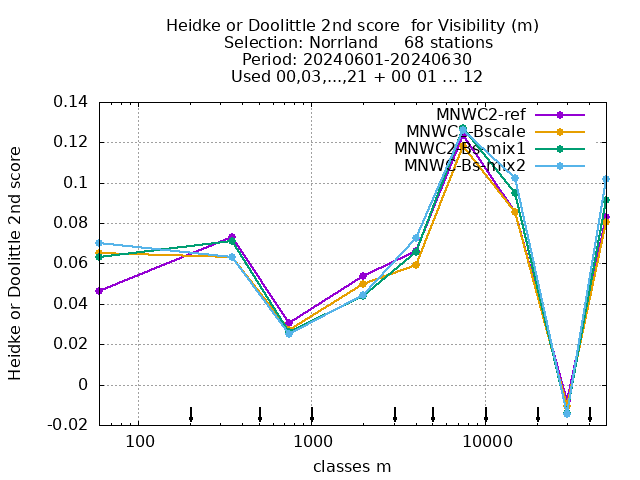 Heidke or Doolittle 2nd score  for Visibility (m)
Selection: Norrland     68 stations
Period: 20240601-20240630
Used 00,03,...,21 + 00 01 ... 12
MNWC2-ref
MNWC2-Bscale
MNWC2-Bs-mix1
MNWC-Bs-mix2
Heidke or Doolittle 2nd score
0.14
0.12
0.1
0.08
0.06
0.04
0.02
0
-0.02
100
1000
10000
classes m